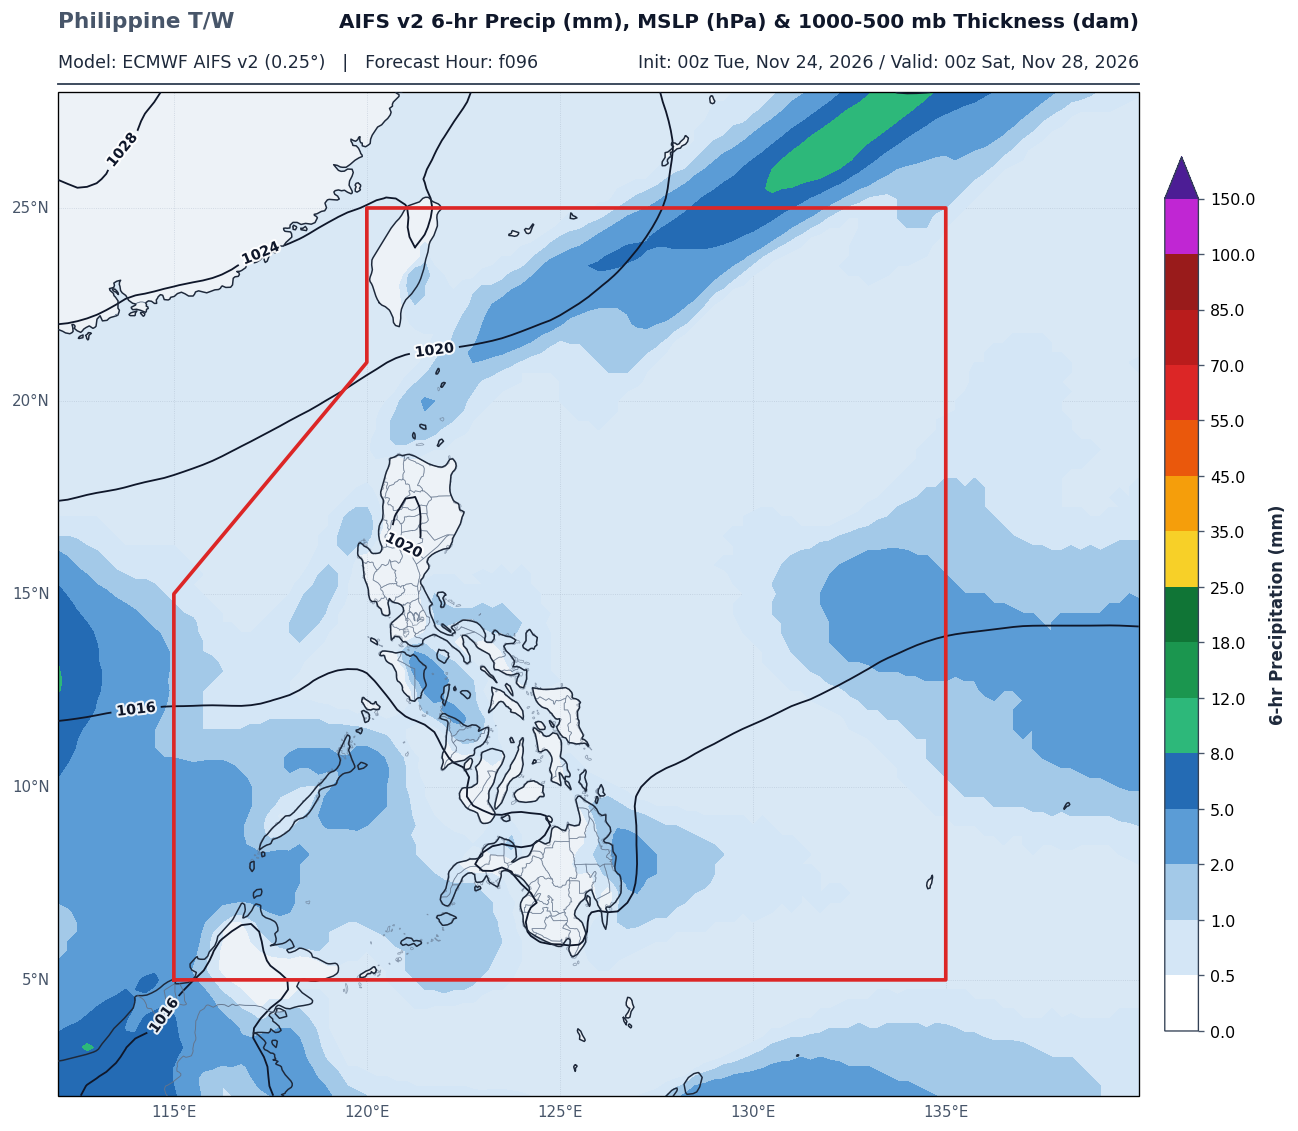 Philippine T/W
AIFS v2 6-hr Precip (mm), MSLP (hPa) & 1000-500 mb Thickness (dam)
Model: ECMWF AIFS v2 (0.25°) | Forecast Hour: f096
Init: 00z Tue, Nov 24, 2026 / Valid: 00z Sat, Nov 28, 2026
1028
1024
1020
1020
1016
1016
25°N
20°N
15°N
10°N
5°N
115°E
120°E
125°E
130°E
135°E
150.0
100.0
85.0
70.0
55.0
45.0
35.0
25.0
18.0
12.0
8.0
5.0
2.0
1.0
0.5
0.0
6-hr Precipitation (mm)